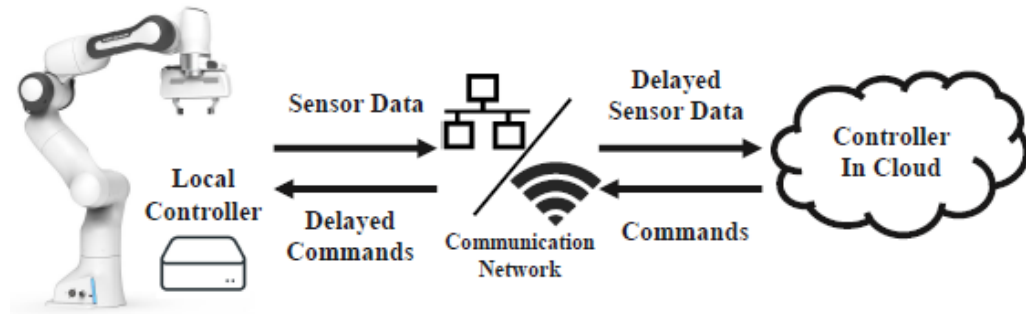 Sensor Data
Local
Controller
Delayed
Commands
Communication
Network
Delayed
Sensor Data
Commands
Controller
In Cloud